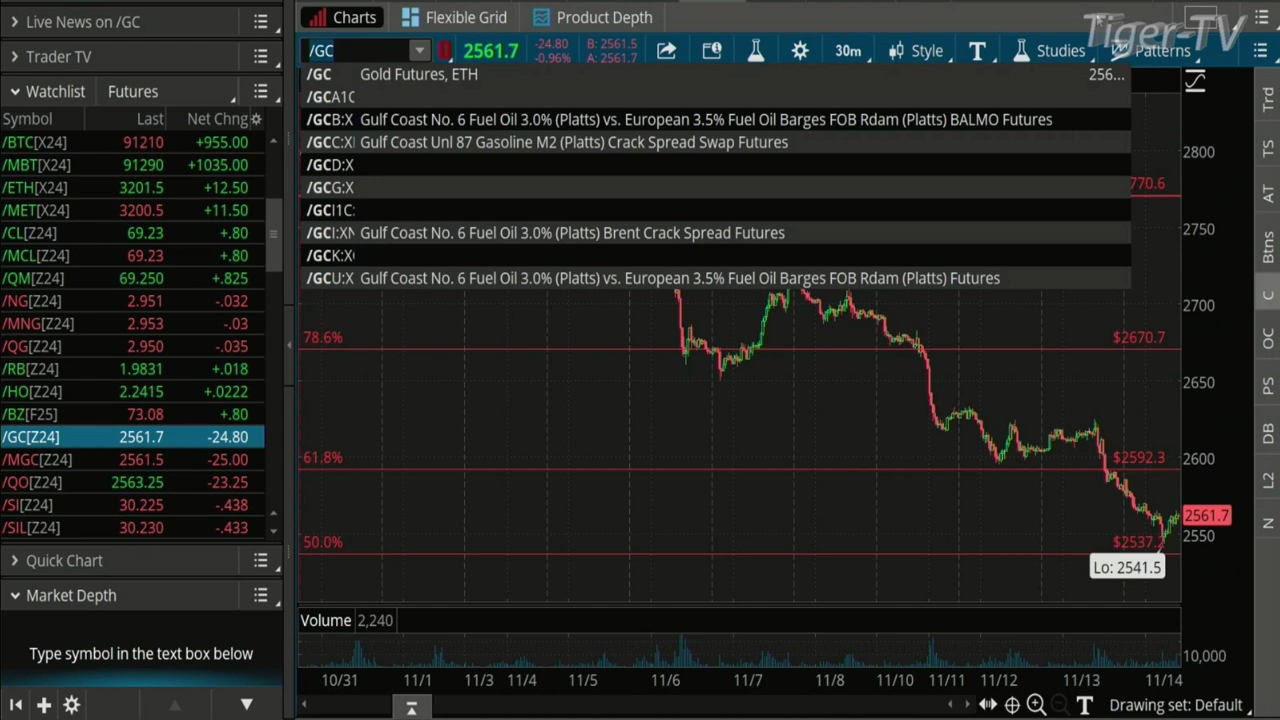 Live News on /GC
Trader TV
Watchlist Futures
Symbol Last Net Chng
/BTC[X24] 91210 +955.00
/MBT[X24] 91290 +1035.00
/ETH[X24] 3201.5 +12.50
/MET[X24] 3200.5 +11.50
/CL[Z24] 69.23 +.80
/MCL[Z24] 69.23 +.80
/QM[Z24] 69.250 +.825
/NG[Z24] 2.951 -.032
/MNG[Z24] 2.953 -.03
/QG[Z24] 2.950 -.035
/RB[Z24] 1.9831 +.018
/HO[Z24] 2.2415 +.0222
/BZ[F25] 73.08 +.80
/GC[Z24] 2561.7 -24.80
/MGC[Z24] 2561.5 -25.00
/QO[Z24] 2563.25 -23.25
/SI[Z24] 30.225 -.438
/SIL[Z24] 30.230 -.433
Quick Chart
Market Depth
Type symbol in the text box below
Charts Flexible Grid Product Depth
Tiger-TV
/GC 2561.7 -24.80 -0.96% B: 2561.5 A: 2561.5 30m Style T Studies Patterns
/GC Gold Futures, ETH 256...
/GCA1C
/GCB:X Gulf Coast No. 6 Fuel Oil 3.0% (Platts) vs. European 3.5% Fuel Oil Barges FOB Rdam (Platts) BALMO Futures
/GCC:X Gulf Coast Unl 87 Gasoline M2 (Platts) Crack Spread Swap Futures
/GCD:X
/GCG:X
/GCI1C:
/GCI:XN Gulf Coast No. 6 Fuel Oil 3.0% (Platts) Brent Crack Spread Futures
/GCK:X
/GCU:X Gulf Coast No. 6 Fuel Oil 3.0% (Platts) vs. European 3.5% Fuel Oil Barges FOB Rdam (Platts) Futures
2800
770.6
2750
2700
78.6% $2670.7
2650
61.8% $2592.3
2600
2561.7
50.0% $2537.2
2550
Lo: 2541.5
Volume 2,240
10,000
10/31 11/1 11/3 11/4 11/5 11/6 11/7 11/8 11/10 11/11 11/12 11/13 11/14
T Drawing set: Default
Trd
TS
AT
Btns
C
OC
PS
DB
L2
N